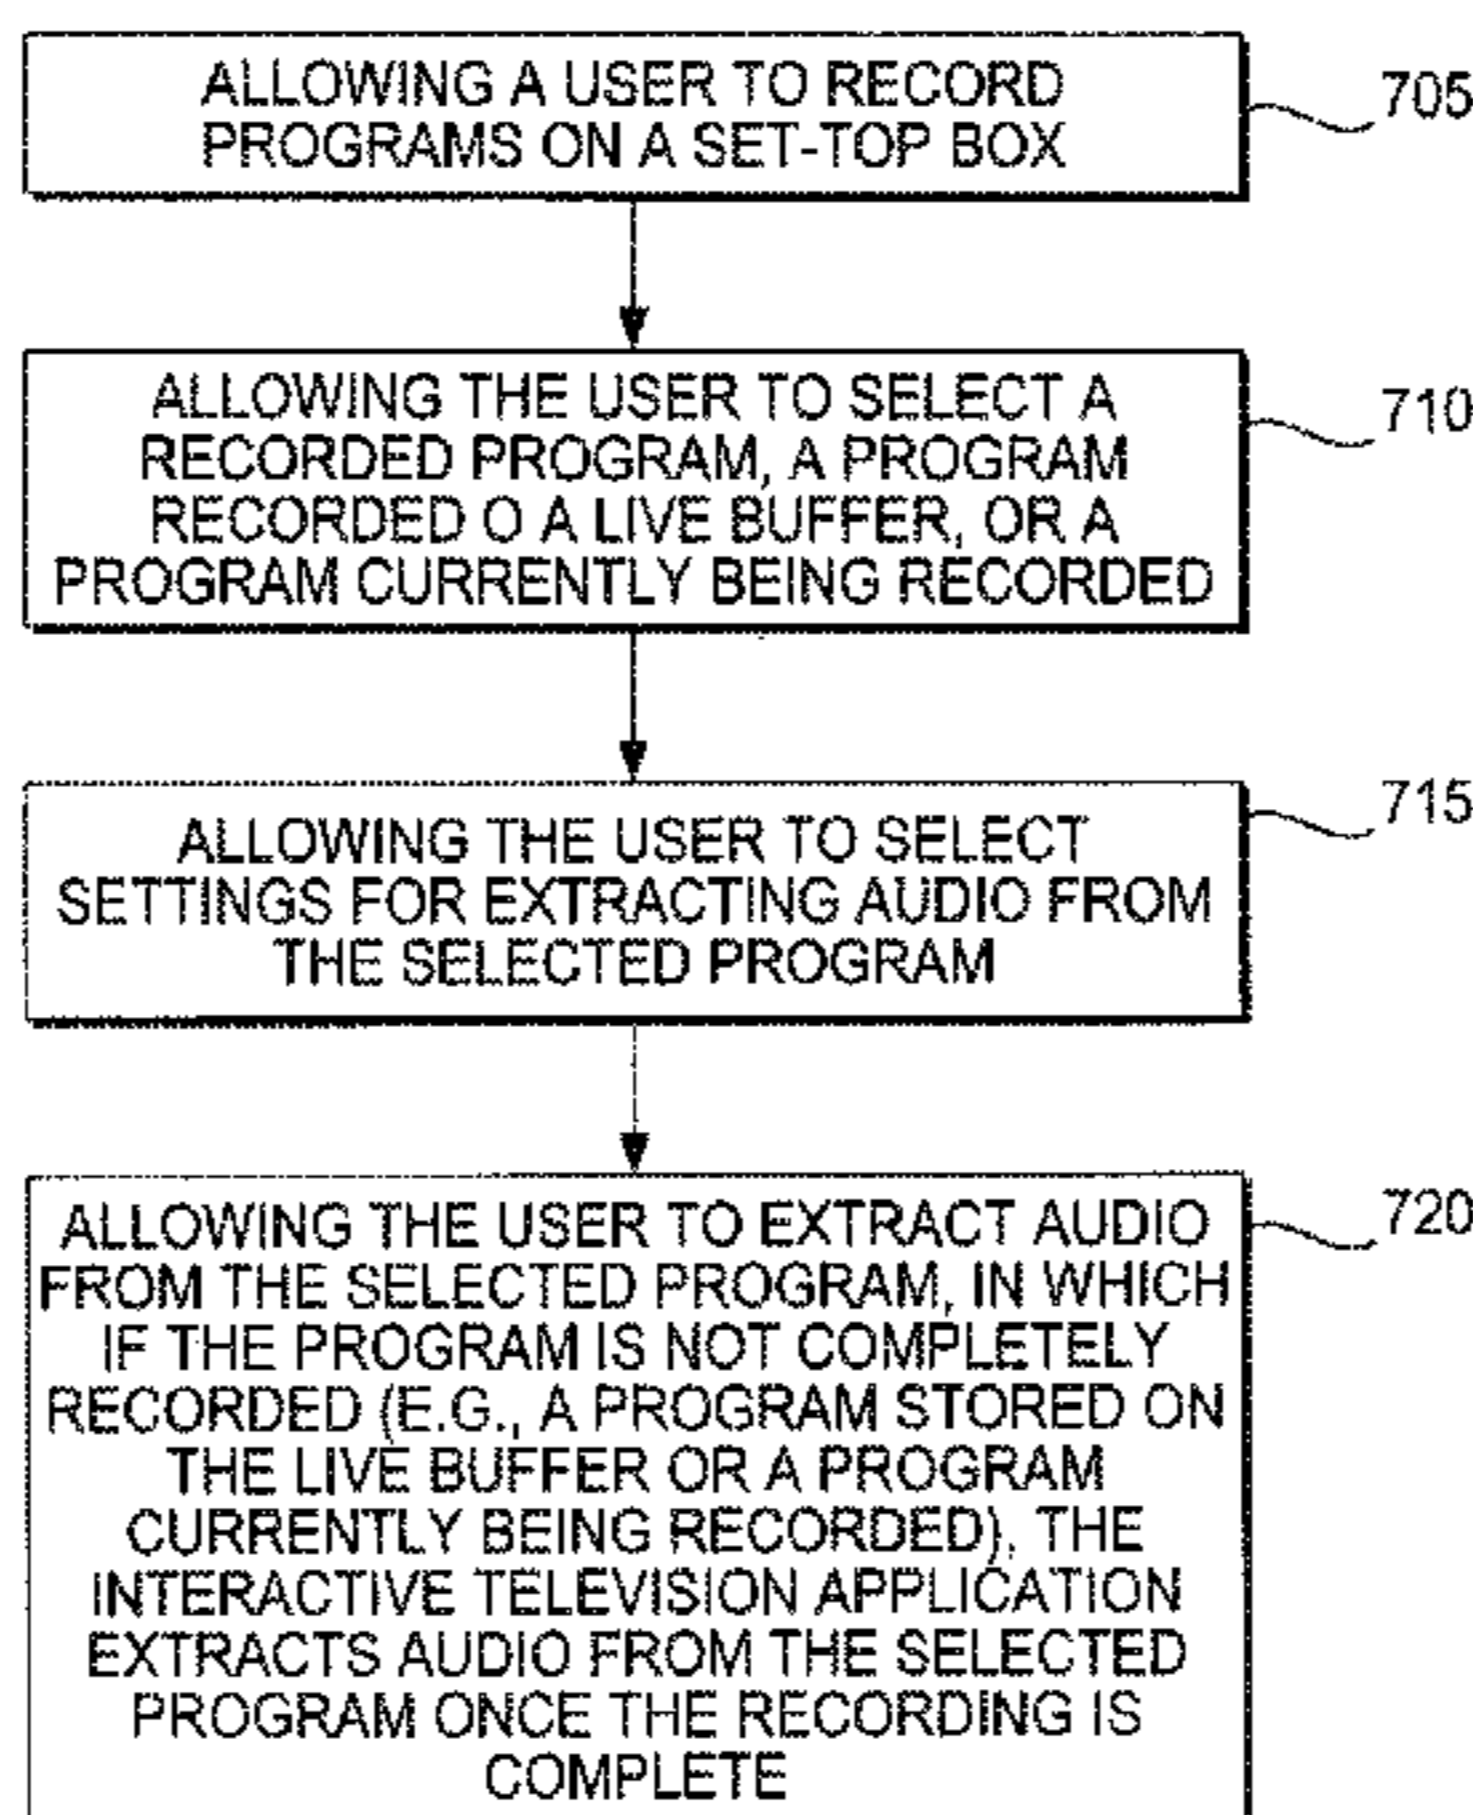 ALLOWING A USER TO RECORD
PROGRAMS ON A SET-TOP BOX
705
ALLOWING THE USER TO SELECT A
RECORDED PROGRAM, A PROGRAM
RECORDED O A LIVE BUFFER, OR A
PROGRAM CURRENTLY BEING RECORDED
710
ALLOWING THE USER TO SELECT
SETTINGS FOR EXTRACTING AUDIO FROM
THE SELECTED PROGRAM
715
ALLOWING THE USER TO EXTRACT AUDIO
FROM THE SELECTED PROGRAM, IN WHICH
IF THE PROGRAM IS NOT COMPLETELY
RECORDED (E.G., A PROGRAM STORED ON
THE LIVE BUFFER OR A PROGRAM
CURRENTLY BEING RECORDED), THE
INTERACTIVE TELEVISION APPLICATION
EXTRACTS AUDIO FROM THE SELECTED
PROGRAM ONCE THE RECORDING IS
COMPLETE
720